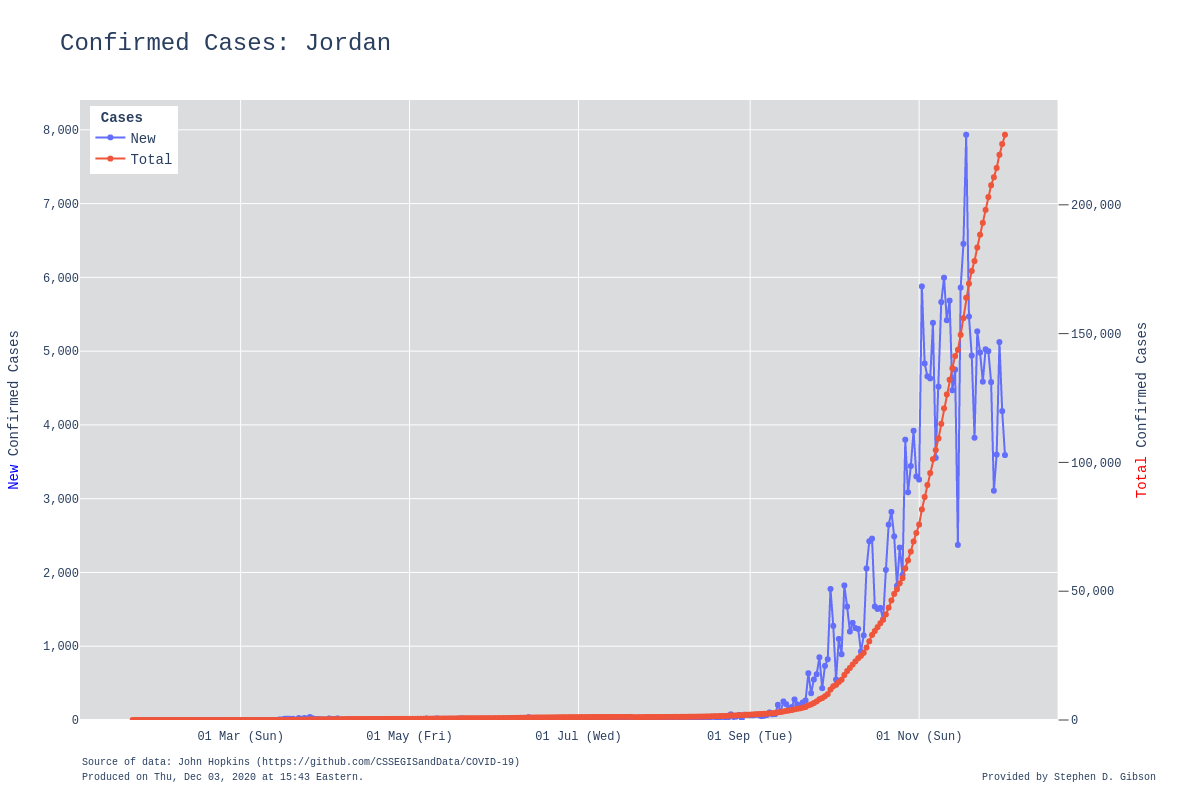 Confirmed Cases: Jordan
Cases
New
Total
8,000
7,000
6,000
5,000
4,000
3,000
2,000
1,000
0
New Confirmed Cases
200,000
150,000
100,000
50,000
0
Total Confirmed Cases
01 Mar (Sun)
01 May (Fri)
01 Jul (Wed)
01 Sep (Tue)
01 Nov (Sun)
Source of data: John Hopkins (https://github.com/CSSEGISandData/COVID-19)
Produced on Thu, Dec 03, 2020 at 15:43 Eastern.
Provided by Stephen D. Gibson